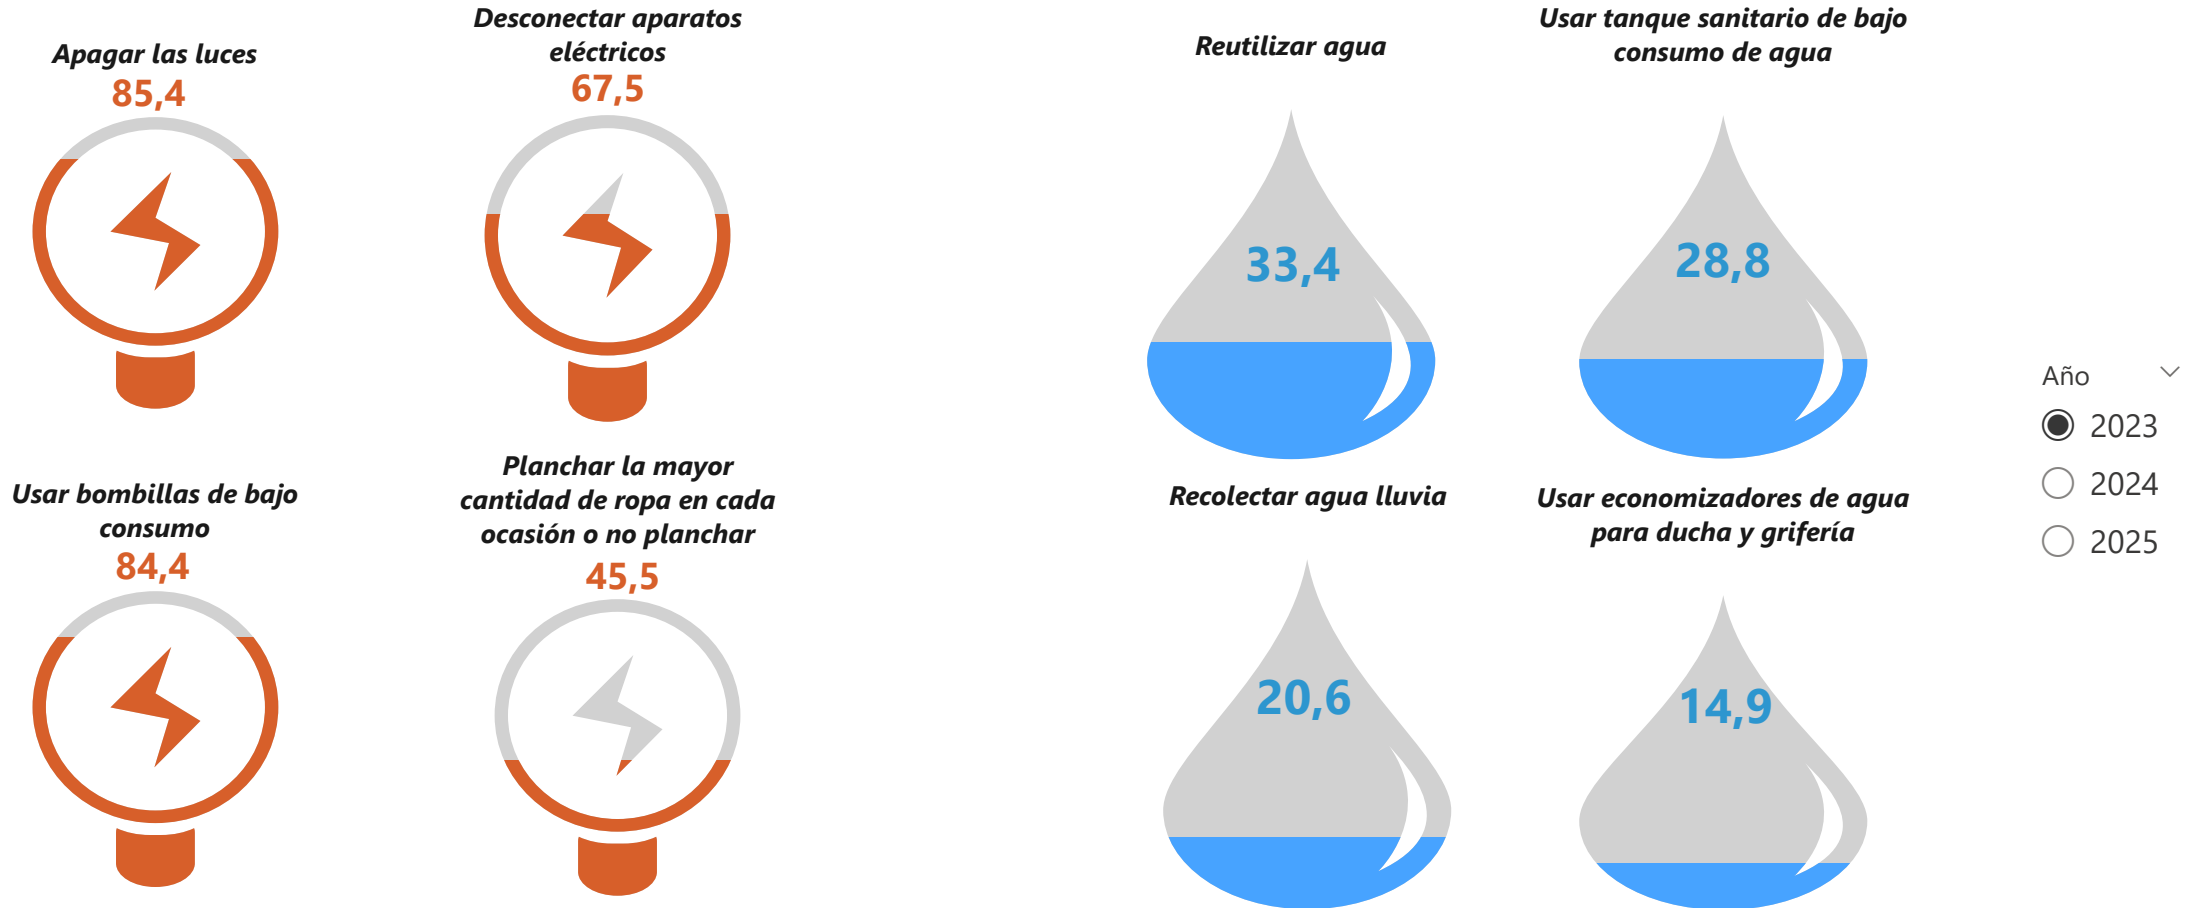 Apagar las luces
85,4
Desconectar aparatos
eléctricos
67,5
Reutilizar agua
33,4
Usar tanque sanitario de bajo
consumo de agua
28,8
Usar bombillas de bajo
consumo
84,4
Planchar la mayor
cantidad de ropa en cada
ocasión o no planchar
45,5
Recolectar agua lluvia
20,6
Usar economizadores de agua
para ducha y grifería
14,9
Año
2023
2024
2025